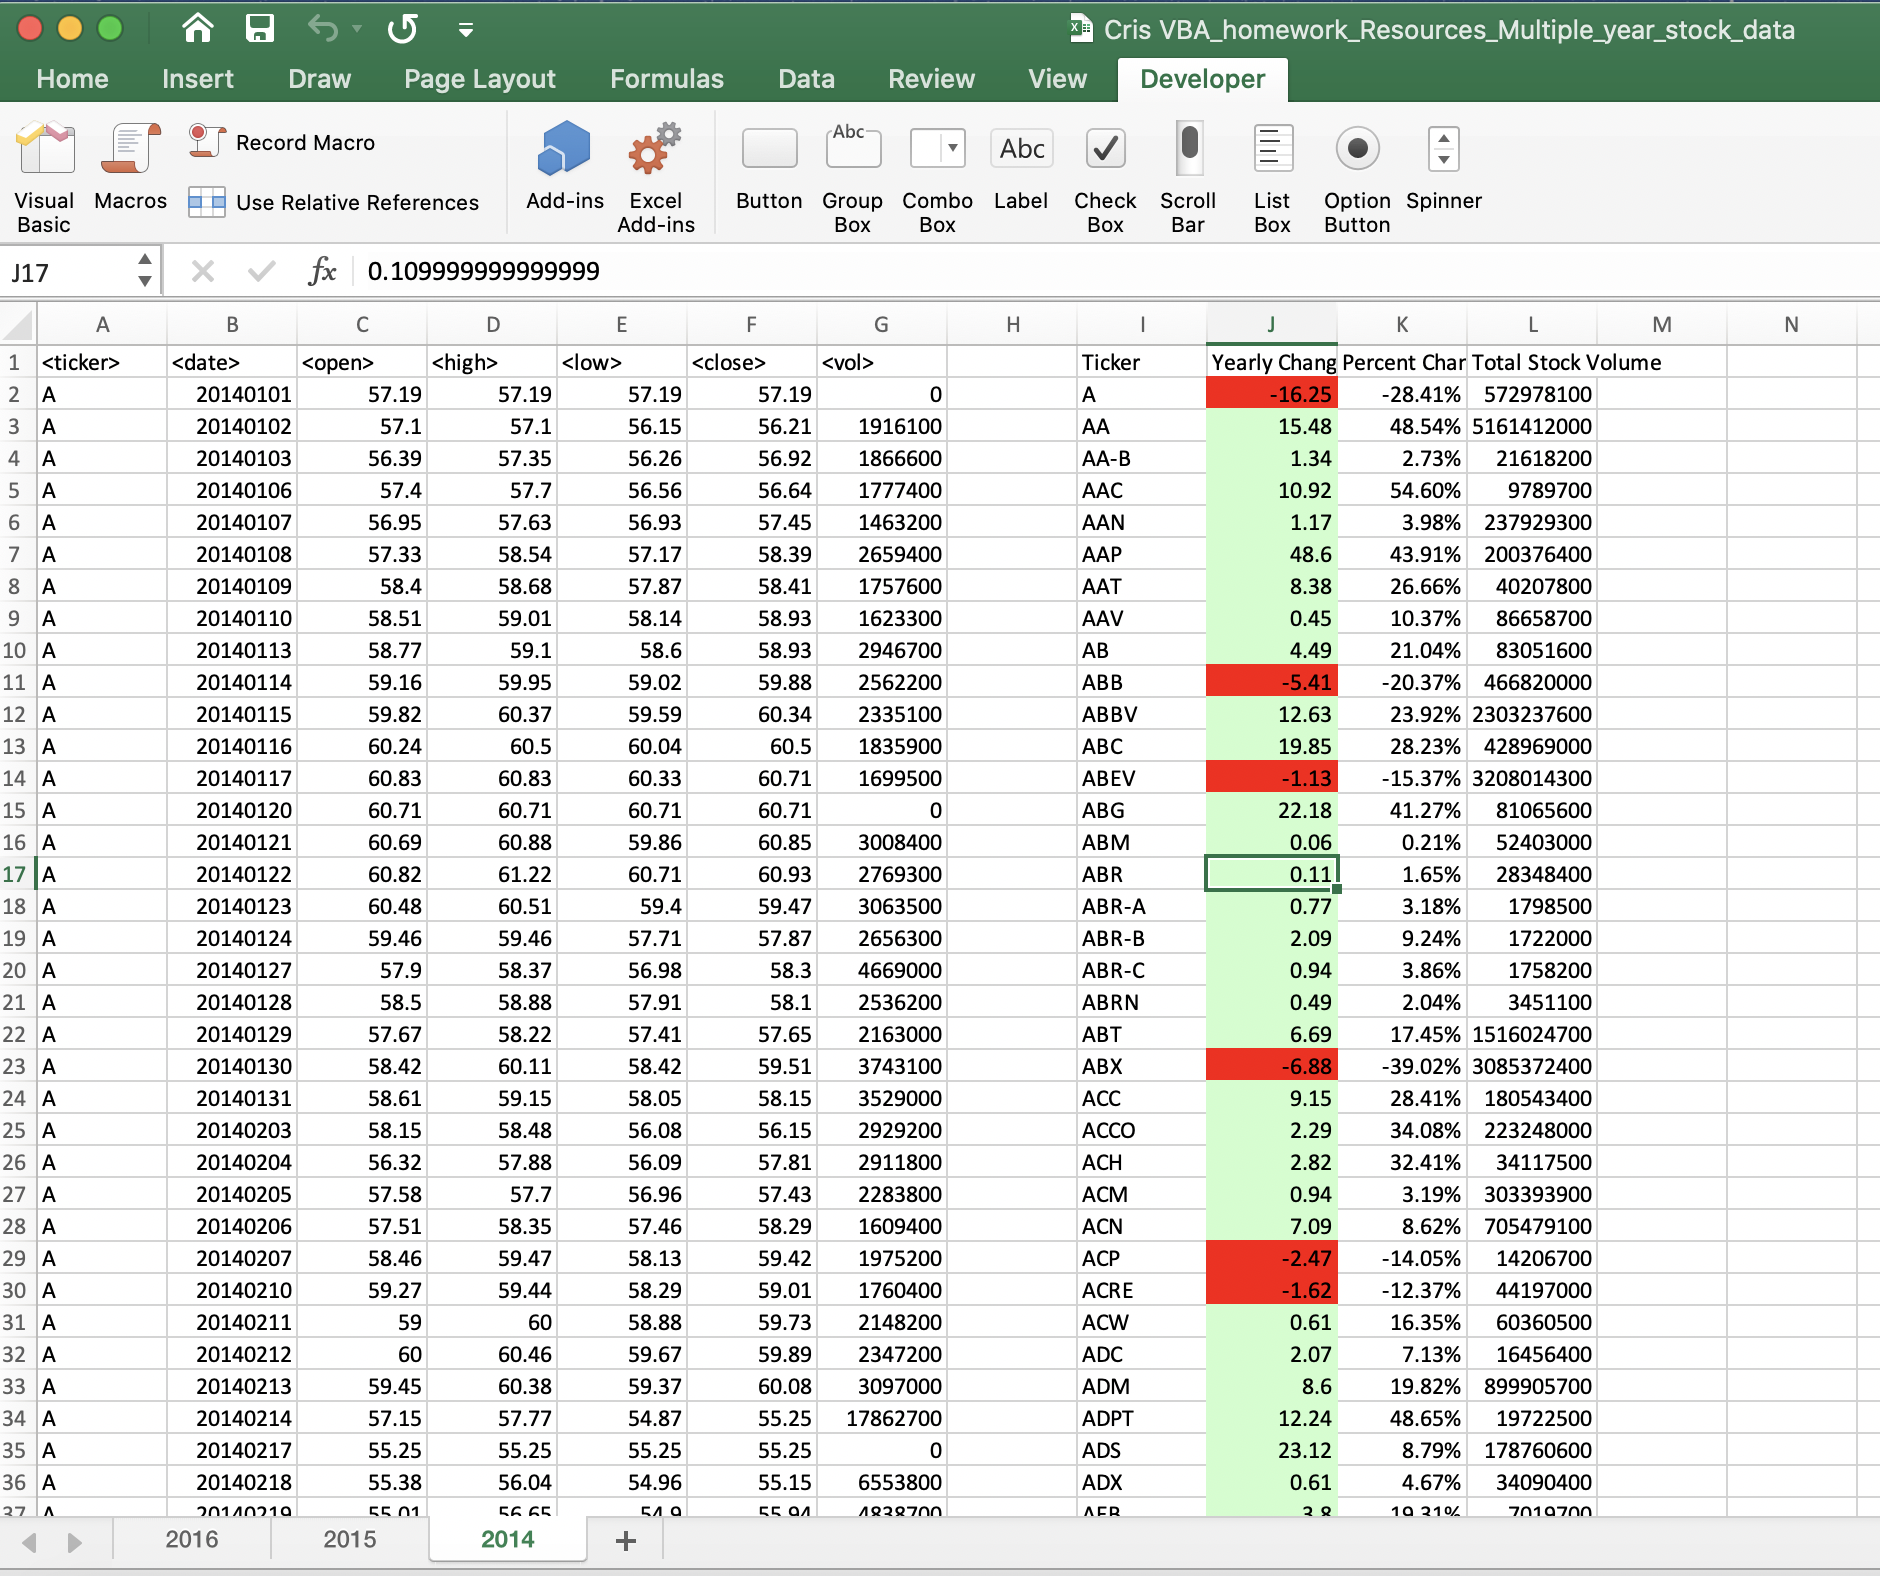 Cris VBA_homework_Resources_Multiple_year_stock_data
Home Insert Draw Page Layout Formulas Data Review View Developer
Visual Basic Macros Record Macro Use Relative References Add-ins Excel Add-ins Button Abc Group Box Combo Box Abc Label Check Box Scroll Bar List Box Option Button Spinner
J17 fx 0.109999999999999
A B C D E F G H I J K L M N
1 <ticker> <date> <open> <high> <low> <close> <vol> Ticker Yearly Chang Percent Char Total Stock Volume
2 A 20140101 57.19 57.19 57.19 57.19 0 A -16.25 -28.41% 572978100
3 A 20140102 57.1 57.1 56.15 56.21 1916100 AA 15.48 48.54% 5161412000
4 A 20140103 56.39 57.35 56.26 56.92 1866600 AA-B 1.34 2.73% 21618200
5 A 20140106 57.4 57.7 56.56 56.64 1777400 AAC 10.92 54.60% 9789700
6 A 20140107 56.95 57.63 56.93 57.45 1463200 AAN 1.17 3.98% 237929300
7 A 20140108 57.33 58.54 57.17 58.39 2659400 AAP 48.6 43.91% 200376400
8 A 20140109 58.4 58.68 57.87 58.41 1757600 AAT 8.38 26.66% 40207800
9 A 20140110 58.51 59.01 58.14 58.93 1623300 AAV 0.45 10.37% 86658700
10 A 20140113 58.77 59.1 58.6 58.93 2946700 AB 4.49 21.04% 83051600
11 A 20140114 59.16 59.95 59.02 59.88 2562200 ABB -5.41 -20.37% 466820000
12 A 20140115 59.82 60.37 59.59 60.34 2335100 ABBV 12.63 23.92% 2303237600
13 A 20140116 60.24 60.5 60.04 60.5 1835900 ABC 19.85 28.23% 428969000
14 A 20140117 60.83 60.83 60.33 60.71 1699500 ABEV -1.13 -15.37% 3208014300
15 A 20140120 60.71 60.71 60.71 60.71 0 ABG 22.18 41.27% 81065600
16 A 20140121 60.69 60.88 59.86 60.85 3008400 ABM 0.06 0.21% 52403000
17 A 20140122 60.82 61.22 60.71 60.93 2769300 ABR 0.11 1.65% 28348400
18 A 20140123 60.48 60.51 59.4 59.47 3063500 ABR-A 0.77 3.18% 1798500
19 A 20140124 59.46 59.46 57.71 57.87 2656300 ABR-B 2.09 9.24% 1722000
20 A 20140127 57.9 58.37 56.98 58.3 4669000 ABR-C 0.94 3.86% 1758200
21 A 20140128 58.5 58.88 57.91 58.1 2536200 ABRN 0.49 2.04% 3451100
22 A 20140129 57.67 58.22 57.41 57.65 2163000 ABT 6.69 17.45% 1516024700
23 A 20140130 58.42 60.11 58.42 59.51 3743100 ABX -6.88 -39.02% 3085372400
24 A 20140131 58.61 59.15 58.05 58.15 3529000 ACC 9.15 28.41% 180543400
25 A 20140203 58.15 58.48 56.08 56.15 2929200 ACCO 2.29 34.08% 223248000
26 A 20140204 56.32 57.88 56.09 57.81 2911800 ACH 2.82 32.41% 34117500
27 A 20140205 57.58 57.7 56.96 57.43 2283800 ACM 0.94 3.19% 303393900
28 A 20140206 57.51 58.35 57.46 58.29 1609400 ACN 7.09 8.62% 705479100
29 A 20140207 58.46 59.47 58.13 59.42 1975200 ACP -2.47 -14.05% 14206700
30 A 20140210 59.27 59.44 58.29 59.01 1760400 ACRE -1.62 -12.37% 44197000
31 A 20140211 59 60 58.88 59.73 2148200 ACW 0.61 16.35% 60360500
32 A 20140212 60 60.46 59.67 59.89 2347200 ADC 2.07 7.13% 16456400
33 A 20140213 59.45 60.38 59.37 60.08 3097000 ADM 8.6 19.82% 899905700
34 A 20140214 57.15 57.77 54.87 55.25 17862700 ADPT 12.24 48.65% 19722500
35 A 20140217 55.25 55.25 55.25 55.25 0 ADS 23.12 8.79% 178760600
36 A 20140218 55.38 56.04 54.96 55.15 6553800 ADX 0.61 4.67% 34090400
37 A 20140219 55.01 56.65 54.9 55.94 4838700 AEB 3.8 19.31% 7019700
2016 2015 2014 +